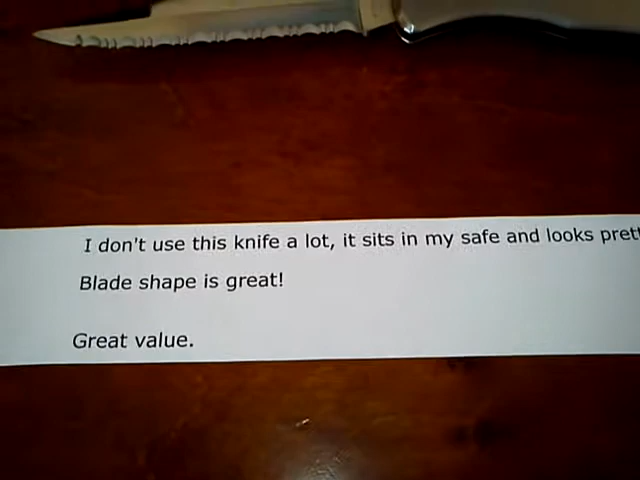 I don't use this knife a lot, it sits in my safe and looks
Blade shape is great!
Great value.